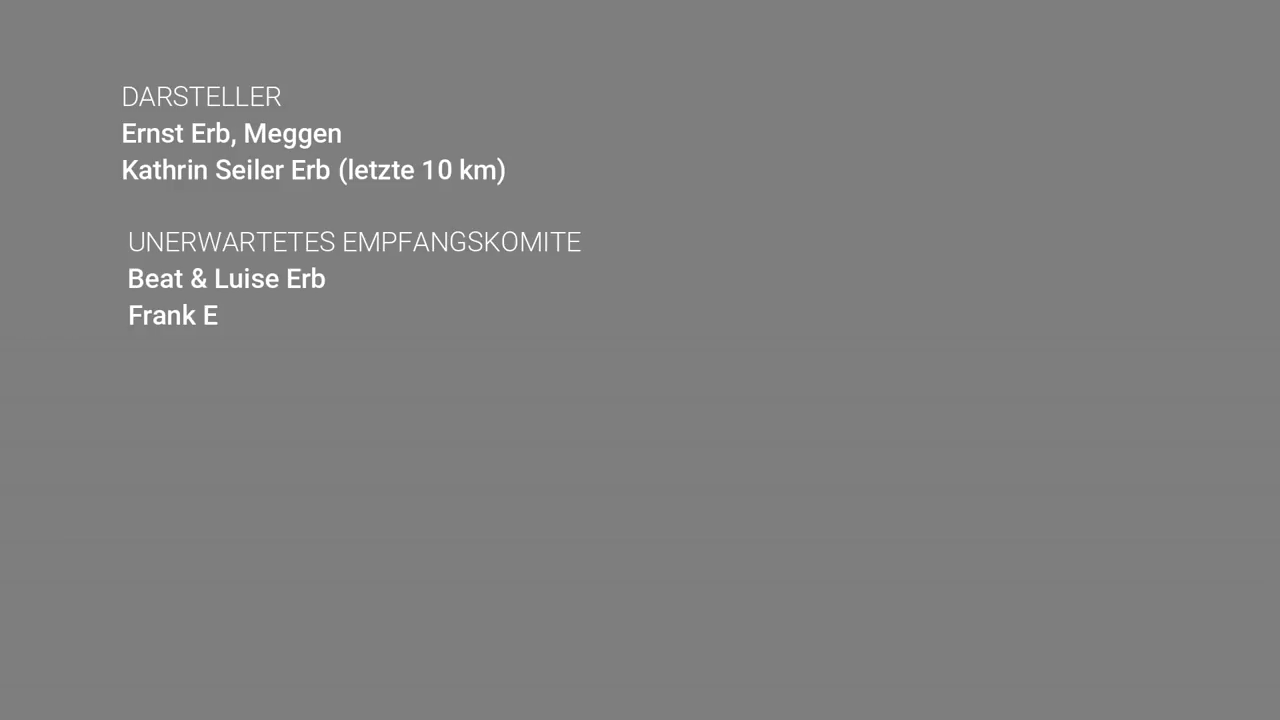 DARSTELLER
Ernst Erb, Meggen
Kathrin Seiler Erb (letzte 10 km)
UNERWARTETES EMPFANGSKOMITE
Beat & Luise Erb
Frank E